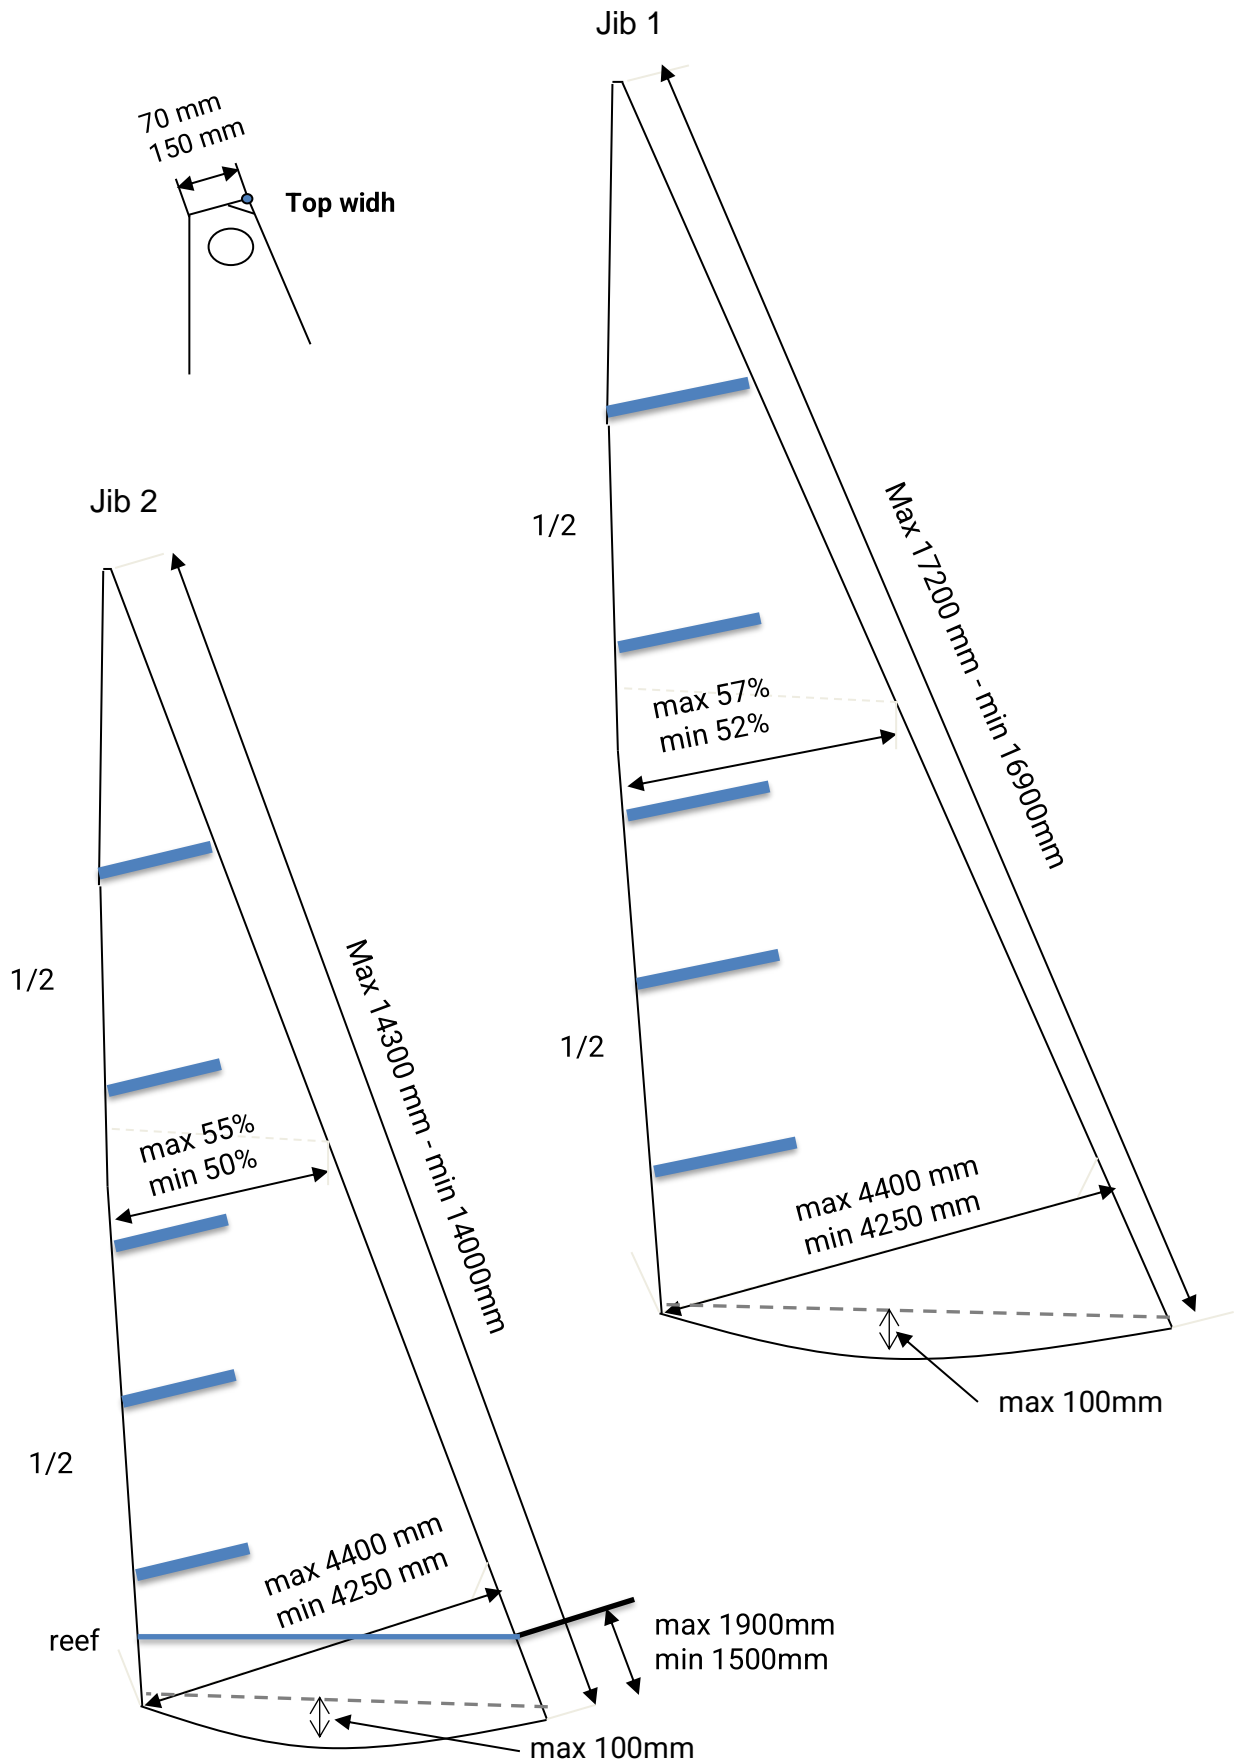 Jib 1
70 mm
150 mm
Top widh
Max 17200 mm - min 16900mm
Jib 2
1/2
max 57%
min 52%
Max 14300 mm - min 14000mm
1/2
1/2
max 55%
min 50%
max 4400 mm
min 4250 mm
max 100mm
1/2
max 4400 mm
min 4250 mm
reef
max 1900mm
min 1500mm
max 100mm